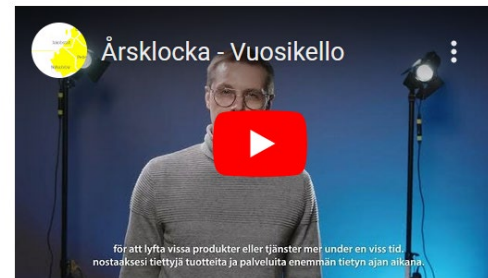 Årsklocka - Vuosikello
för att lyfta vissa produkter eller tjänster mer under en viss tid.
nostaaksesi tiettyjä tuotteita ja palveluita enemmän tietyn ajan aikana.